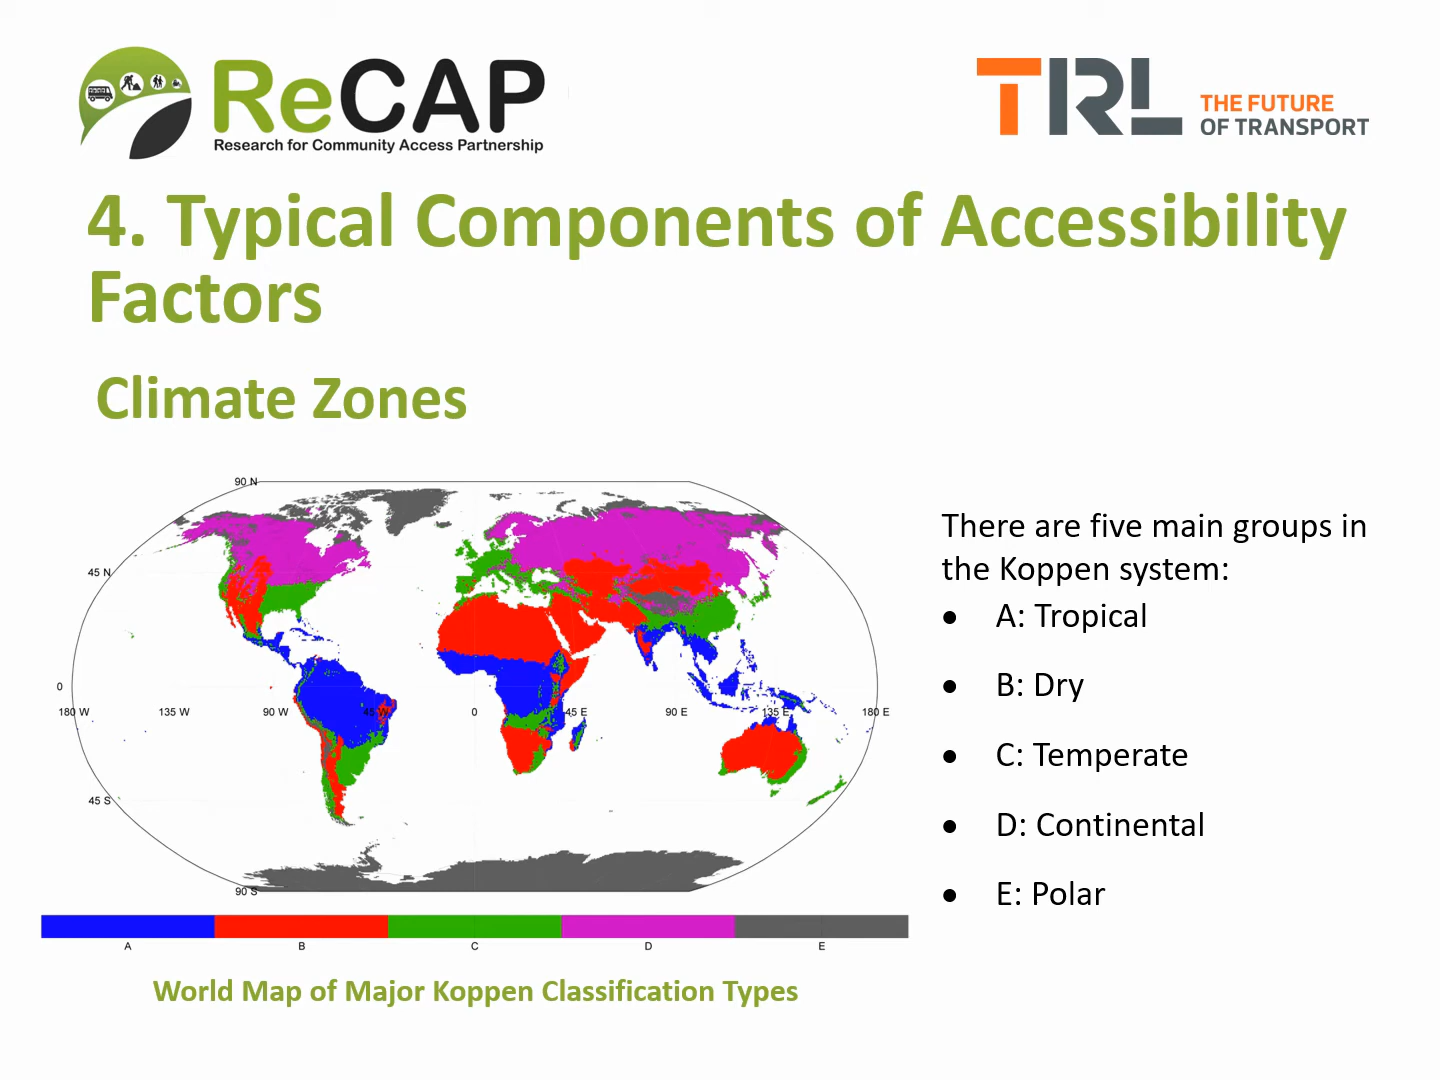 ReCAP
Research for Community Access Partnership
TRL
THE FUTURE
OF TRANSPORT
4. Typical Components of Accessibility
Factors
Climate Zones
90 N
45 N
0
180 W 135 W 90 W 45 W 0 45 E 90 E 135 E 180 E
45 S
90 S
A B C D E
World Map of Major Koppen Classification Types
There are five main groups in
the Koppen system:
• A: Tropical
• B: Dry
• C: Temperate
• D: Continental
• E: Polar